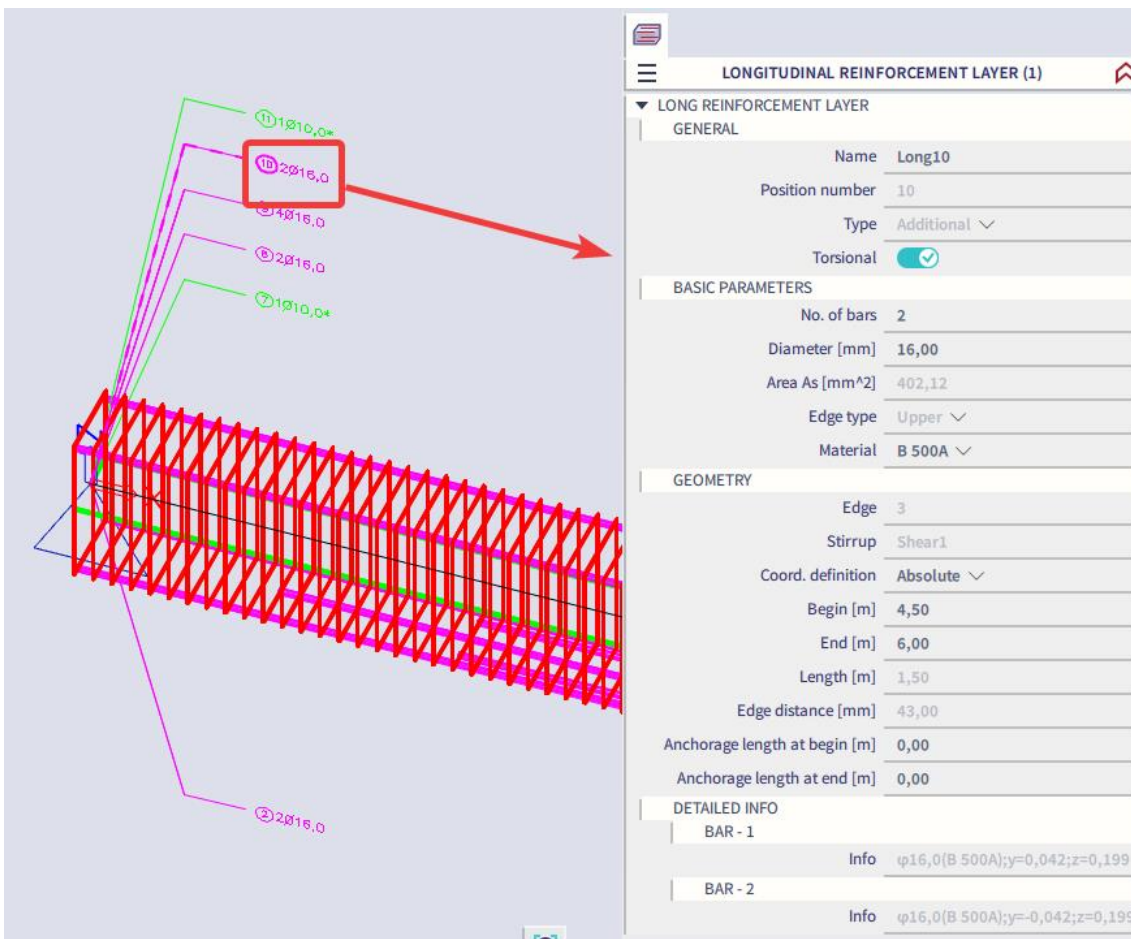 ⑪1Ø10,0*
⑩2Ø16,0
⑨4Ø16,0
⑧2Ø16,0
⑦1Ø10,0*
②2Ø16,0
LONGITUDINAL REINFORCEMENT LAYER (1)
LONG REINFORCEMENT LAYER
GENERAL
Name Long10
Position number 10
Type Additional
Torsional
BASIC PARAMETERS
No. of bars 2
Diameter [mm] 16,00
Area As [mm^2] 402,12
Edge type Upper
Material B 500A
GEOMETRY
Edge 3
Stirrup Shear1
Coord. definition Absolute
Begin [m] 4,50
End [m] 6,00
Length [m] 1,50
Edge distance [mm] 43,00
Anchorage length at begin [m] 0,00
Anchorage length at end [m] 0,00
DETAILED INFO
BAR - 1
Info φ16,0(B 500A);y=0,042;z=0,199
BAR - 2
Info φ16,0(B 500A);y=-0,042;z=0,199